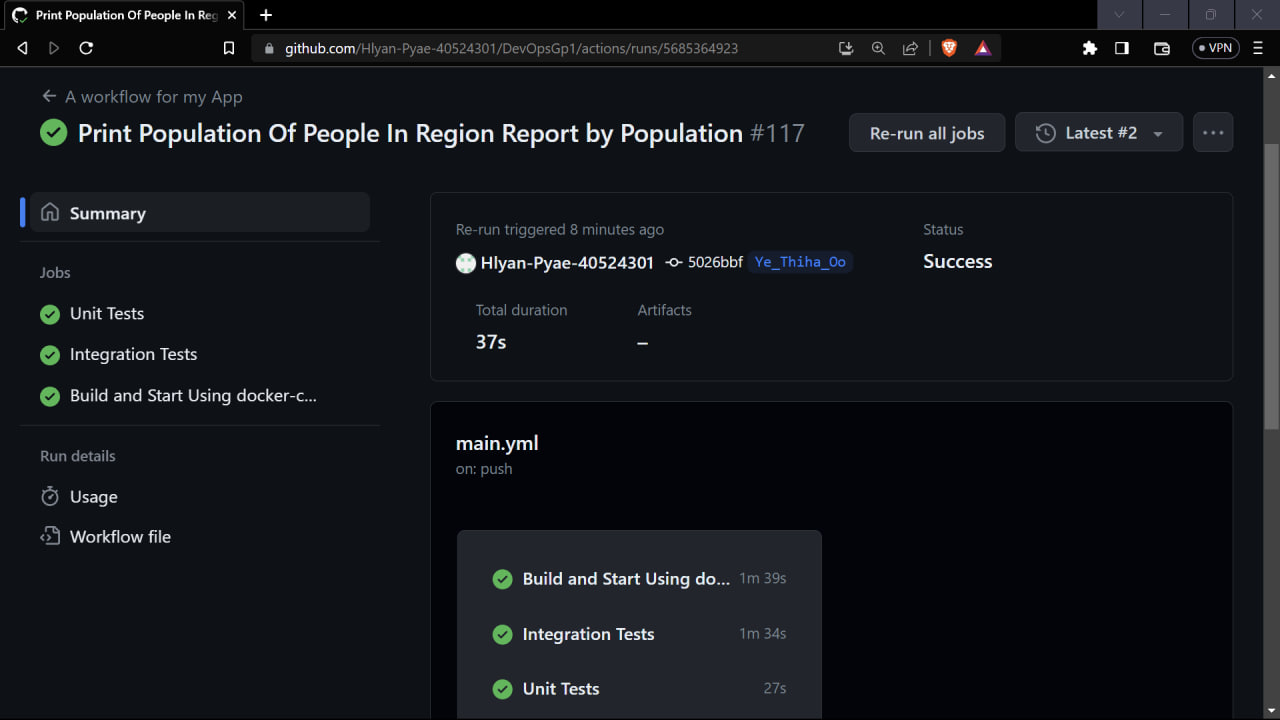 Print Population Of People In Reg
github.com/Hlyan-Pyae-40524301/DevOpsGp1/actions/runs/5685364923
VPN
A workflow for my App
Print Population Of People In Region Report by Population #117
Re-run all jobs
Latest #2
Summary
Jobs
Unit Tests
Integration Tests
Build and Start Using docker-c...
Run details
Usage
Workflow file
Re-run triggered 8 minutes ago
Hlyan-Pyae-40524301 5026bbf Ye_Thiha_Oo
Status
Success
Total duration
37s
Artifacts
–
main.yml
on: push
Build and Start Using do... 1m 39s
Integration Tests 1m 34s
Unit Tests 27s